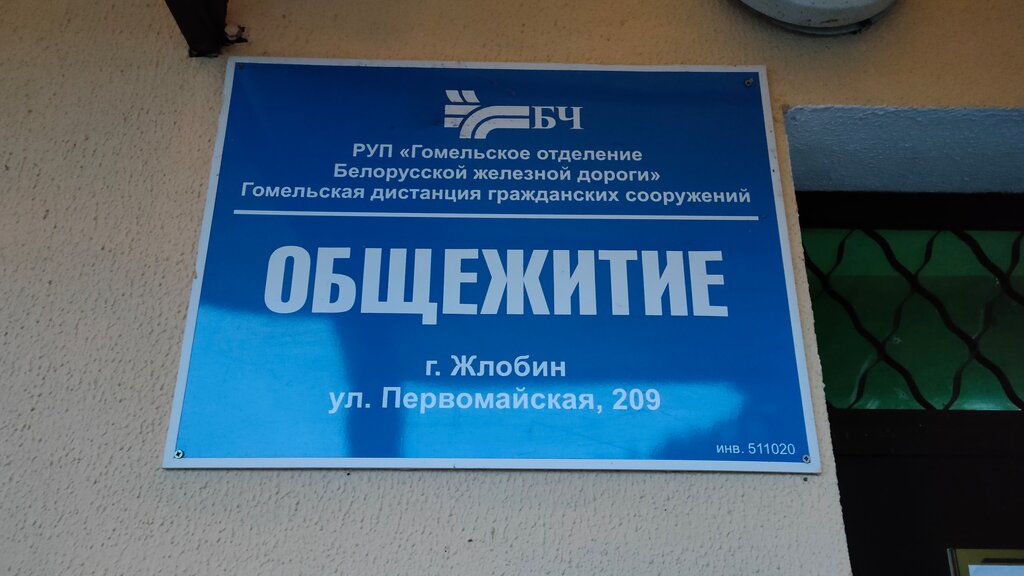 БЧ
РУП «Гомельское отделение
Белорусской железной дороги»
Гомельская дистанция гражданских сооружений
ОБЩЕЖИТИЕ
г. Жлобин
ул. Первомайская, 209
инв. 511020